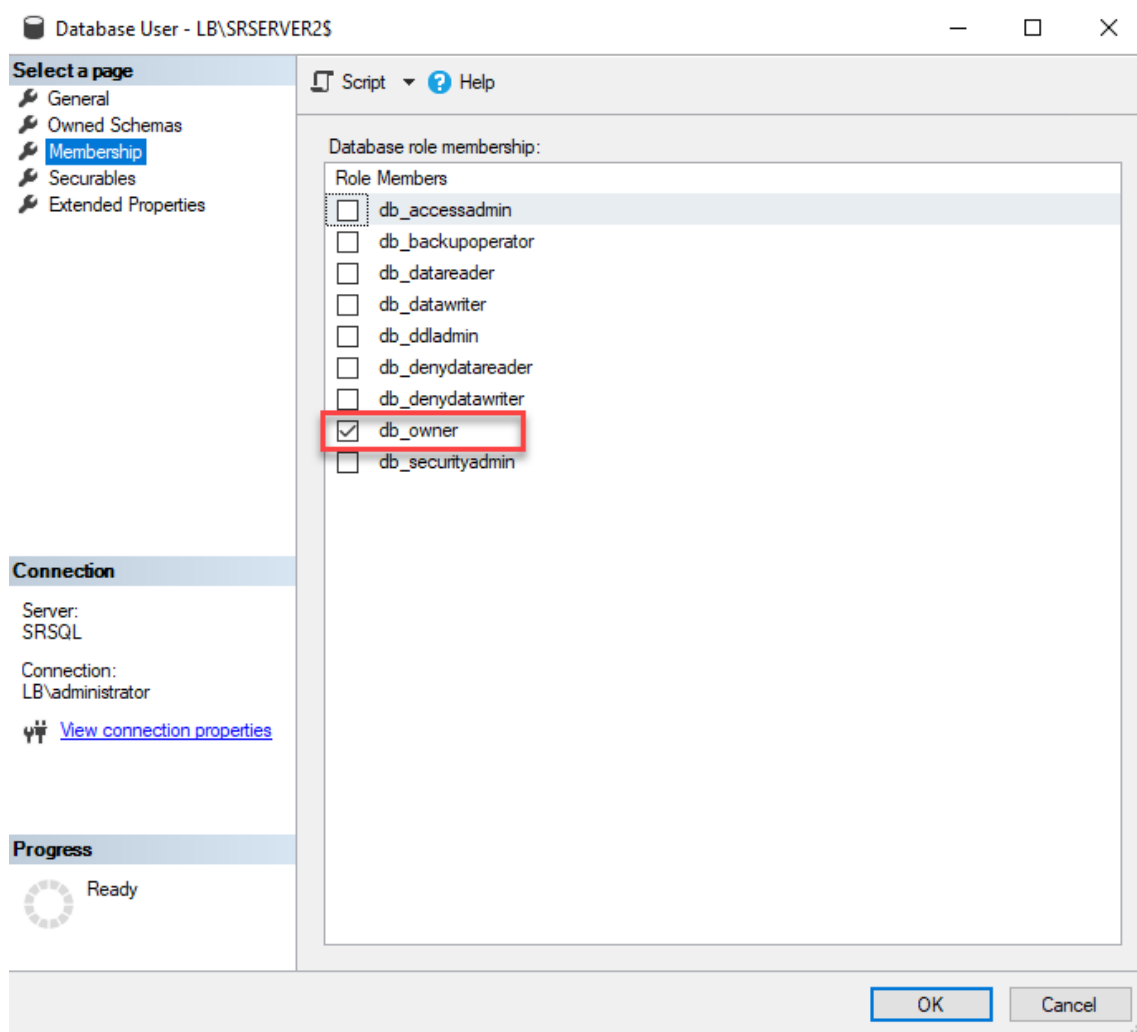 Database User - LB\SRSERVER2$
Select a page
General
Owned Schemas
Membership
Securables
Extended Properties
Script
Help
Database role membership:
Role Members
db_accessadmin
db_backupoperator
db_datareader
db_datawriter
db_ddladmin
db_denydatareader
db_denydatawriter
db_owner
db_securityadmin
Connection
Server:
SRSQL
Connection:
LB\administrator
View connection properties
Progress
Ready
OK
Cancel